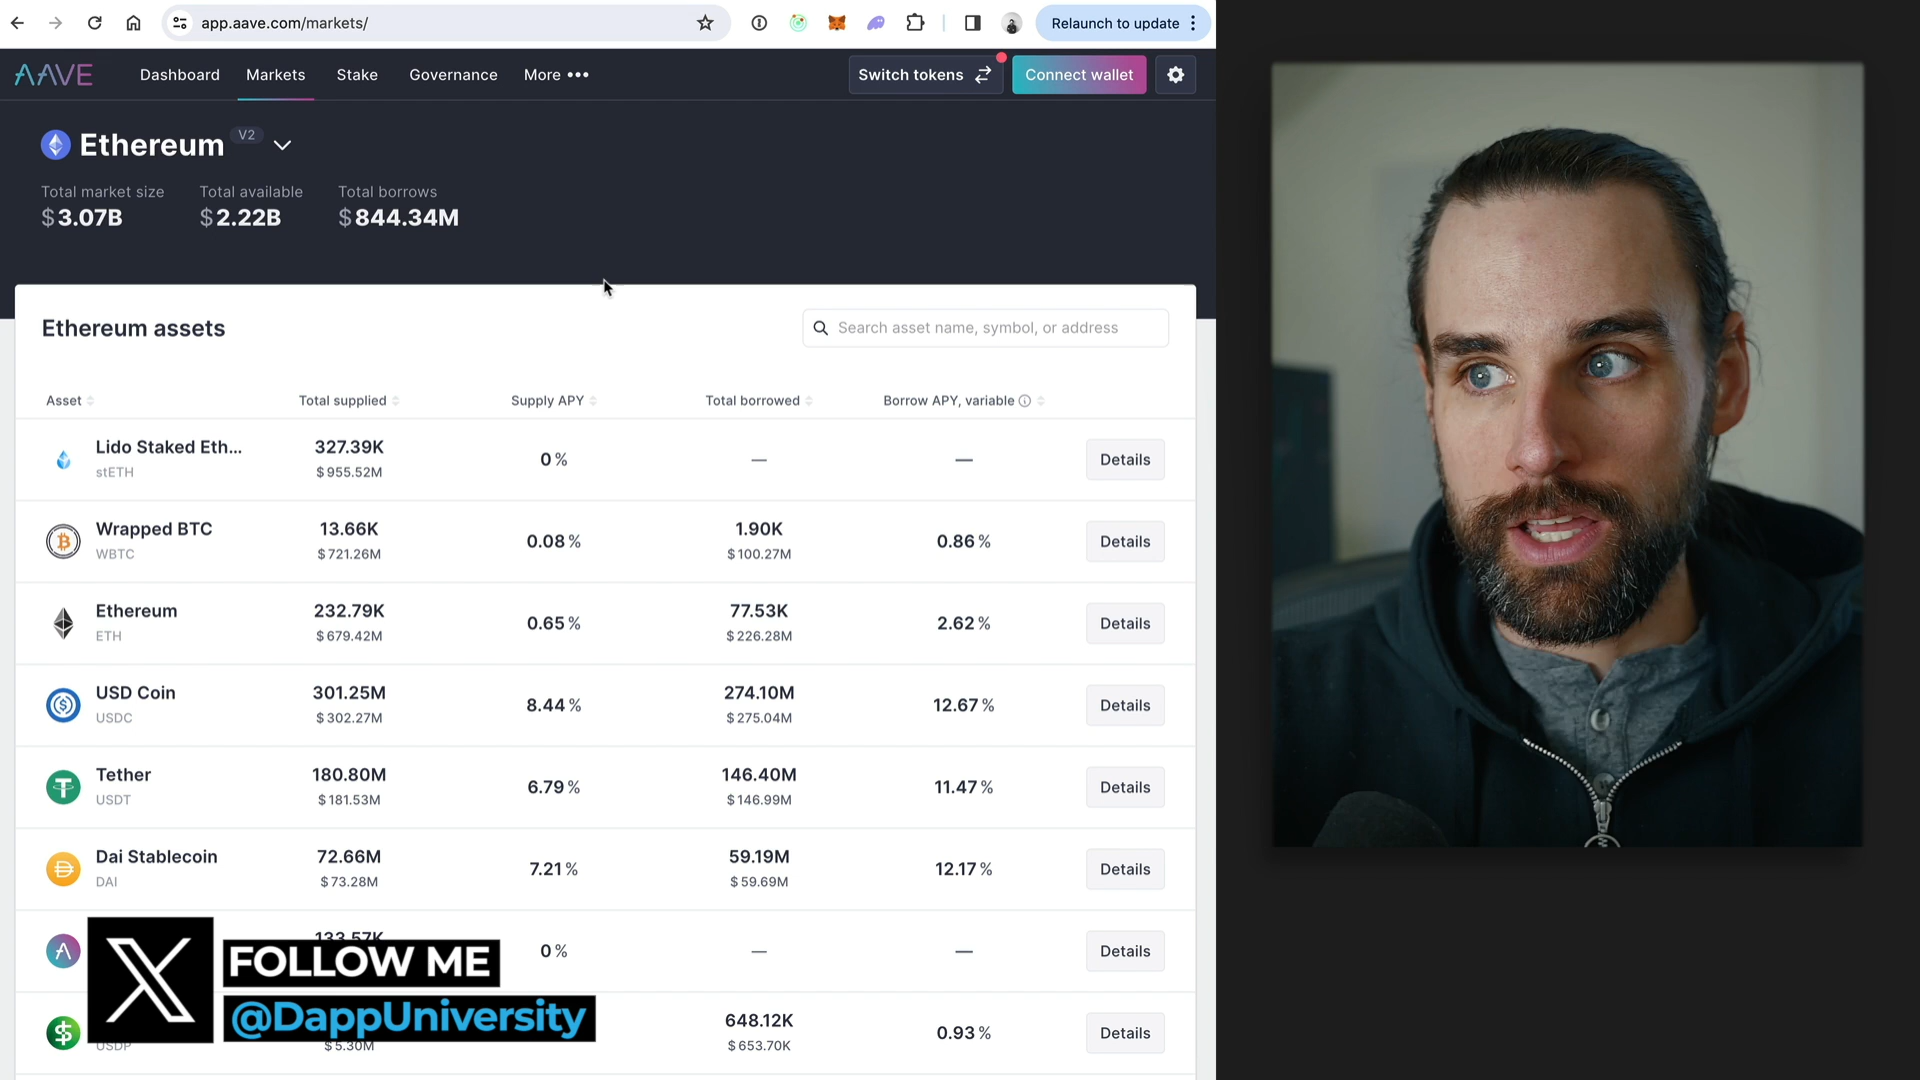 app.aave.com/markets/
Relaunch to update
AAVE
Dashboard
Markets
Stake
Governance
More
Switch tokens
Connect wallet
Ethereum V2
Total market size
Total available
Total borrows
$3.07B
$2.22B
$844.34M
Ethereum assets
Search asset name, symbol, or address
Asset
Total supplied
Supply APY
Total borrowed
Borrow APY, variable
Lido Staked Eth...
stETH
327.39K
$955.52M
0%
—
—
Details
Wrapped BTC
WBTC
13.66K
$721.26M
0.08%
1.90K
$100.27M
0.86%
Details
Ethereum
ETH
232.79K
$679.42M
0.65%
77.53K
$226.28M
2.62%
Details
USD Coin
USDC
301.25M
$302.27M
8.44%
274.10M
$275.04M
12.67%
Details
Tether
USDT
180.80M
$181.53M
6.79%
146.40M
$146.99M
11.47%
Details
Dai Stablecoin
DAI
72.66M
$73.28M
7.21%
59.19M
$59.69M
12.17%
Details
133.57K
0%
—
—
Details
FOLLOW ME
@DappUniversity
USDP
$5.30M
648.12K
$653.70K
0.93%
Details